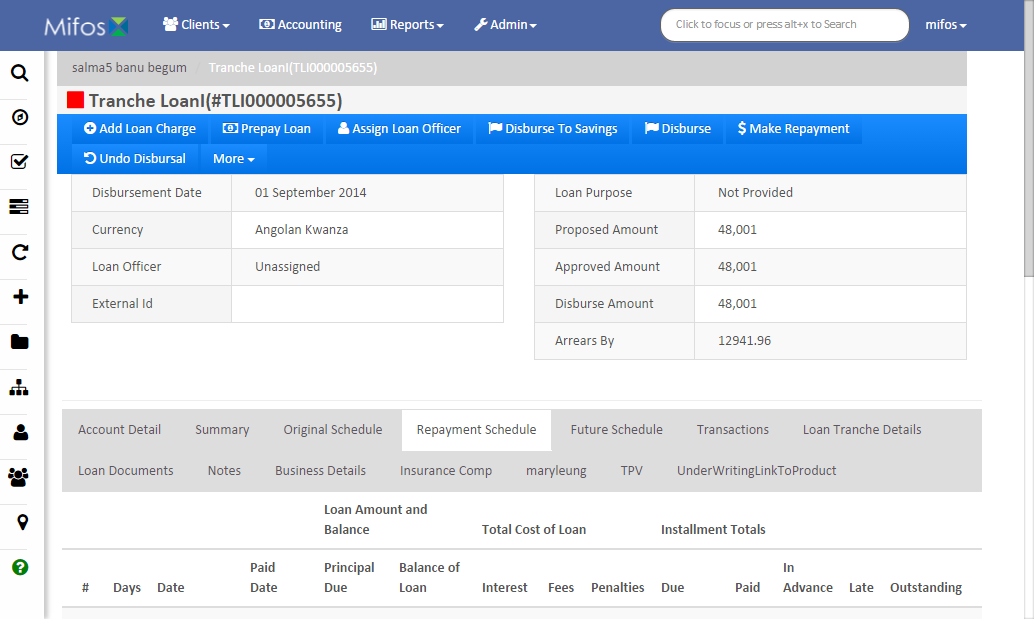 Mifos Clients Accounting Reports Admin Click to focus or press alt+x to Search mifos
salma5 banu begum / Tranche Loanl(TLI000005655)
Tranche Loanl(#TLI000005655)
Add Loan Charge Prepay Loan Assign Loan Officer Disburse To Savings Disburse $ Make Repayment
Undo Disbursal More
Disbursement Date 01 September 2014 Loan Purpose Not Provided
Currency Angolan Kwanza Proposed Amount 48,001
Loan Officer Unassigned Approved Amount 48,001
External Id Disburse Amount 48,001
Arrears By 12941.96
Account Detail Summary Original Schedule Repayment Schedule Future Schedule Transactions Loan Tranche Details
Loan Documents Notes Business Details Insurance Comp maryleung TPV UnderWritingLinkToProduct
Loan Amount and
Balance Total Cost of Loan Installment Totals
Paid Principal Balance of In
# Days Date Date Due Loan Interest Fees Penalties Due Paid Advance Late Outstanding